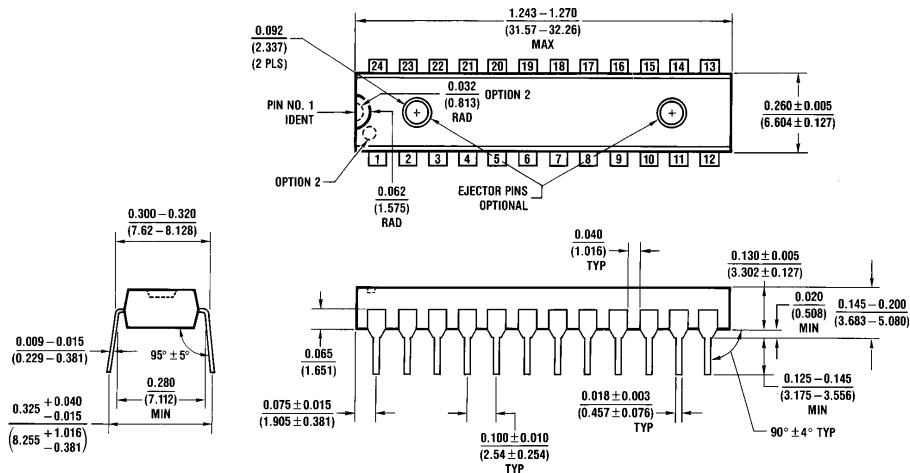 1.243–1.270
(31.57–32.26)
MAX
0.092
(2.337)
(2 PLS)
24 23 22 21 20 19 18 17 16 15 14 13
0.032
(0.813)
RAD
OPTION 2
PIN NO. 1
IDENT
0.260±0.005
(6.604±0.127)
1 2 3 4 5 6 7 8 9 10 11 12
OPTION 2
0.062
(1.575)
RAD
EJECTOR PINS
OPTIONAL
0.300–0.320
(7.62–8.128)
0.040
(1.016)
TYP
0.130±0.005
(3.302±0.127)
0.020
(0.508)
MIN
0.145–0.200
(3.683–5.080)
0.009–0.015
(0.229–0.381)
95° ±5°
0.065
(1.651)
0.280
(7.112)
MIN
0.125–0.145
(3.175–3.556)
MIN
0.325 +0.040
−0.015
(8.255 +1.016
−0.381)
0.075±0.015
(1.905±0.381)
0.018±0.003
(0.457±0.076)
TYP
0.100±0.010
(2.54±0.254)
TYP
90° ±4° TYP